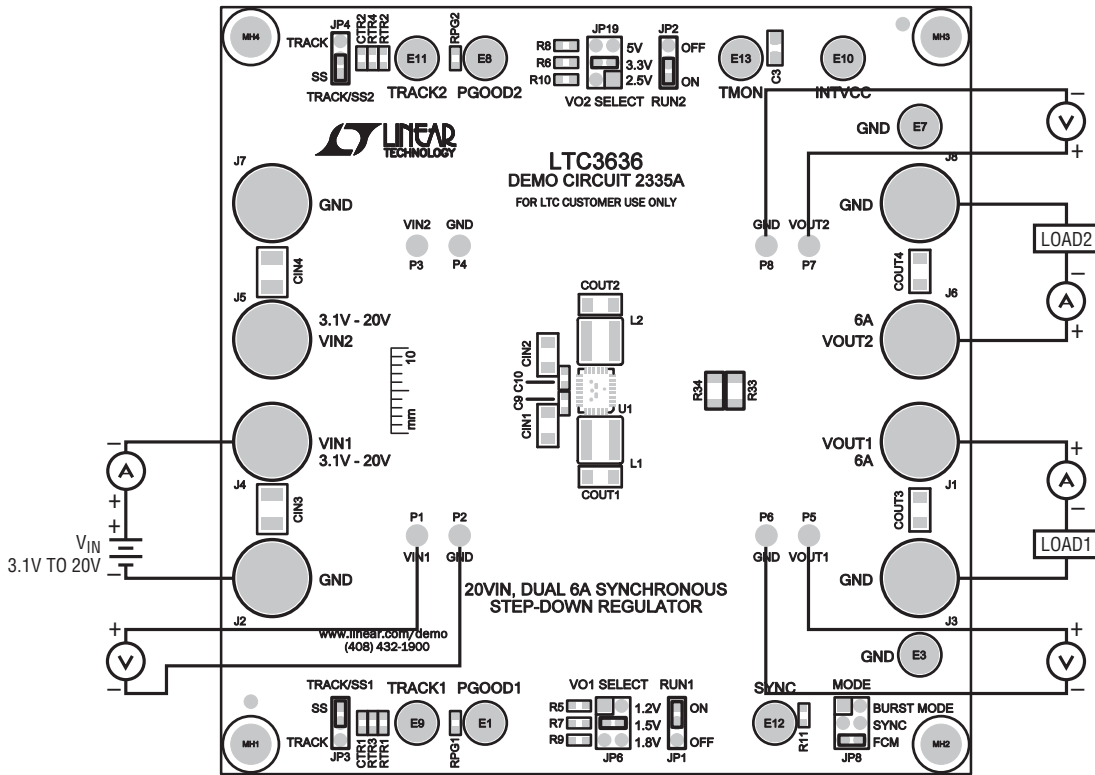 JP4
TRACK
SS
TRACK/SS2
CTR2
RTR4
RTR2
E11
TRACK2
RPG2
E8
PGOOD2
R8
R6
R10
JP19
5V
3.3V
2.5V
VO2 SELECT
JP2
OFF
ON
RUN2
E13
TMON
C3
E10
INTVCC
MH4
MH3
GND
E7
LINEAR
TECHNOLOGY
LTC3636
DEMO CIRCUIT 2335A
FOR LTC CUSTOMER USE ONLY
V
−
+
J7
GND
CIN4
J5
3.1V - 20V
VIN2
VIN2
P3
GND
P4
GND
P8
VOUT2
P7
J8
GND
COUT4
J6
6A
VOUT2
LOAD2
−
A
+
COUT2
L2
CIN2
C10
C9
CIN1
U1
L1
COUT1
10
mm
R34
R33
VIN1
3.1V - 20V
J4
CIN3
GND
J2
−
A
+
+
VIN
3.1V TO 20V
−
+
V
−
P1
VIN1
P2
GND
P6
GND
P5
VOUT1
VOUT1
6A
J1
COUT3
GND
J3
+
A
−
LOAD1
+
V
−
20VIN, DUAL 6A SYNCHRONOUS
STEP-DOWN REGULATOR
www.linear.com/demo
(408) 432-1900
GND
E3
TRACK/SS1
SS
TRACK
JP3
CTR1
RTR3
RTR1
TRACK1
E9
RPG1
PGOOD1
E1
R5
R7
R9
VO1 SELECT
1.2V
1.5V
1.8V
JP6
RUN1
ON
OFF
JP1
SYNC
E12
R11
MODE
BURST MODE
SYNC
FCM
JP8
MH1
MH2